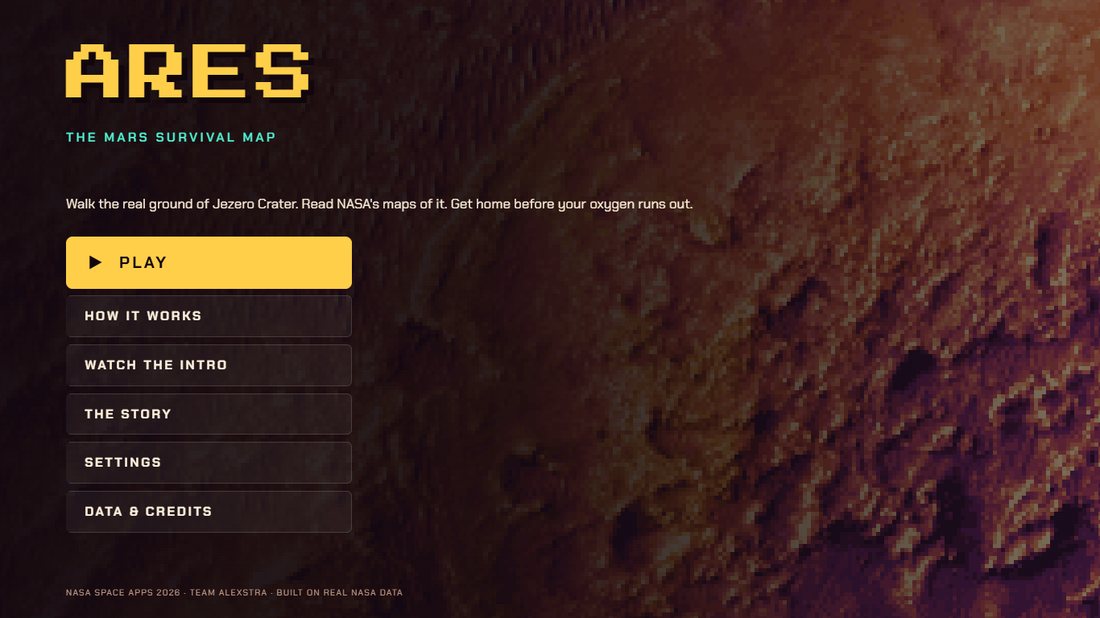 ARES
THE MARS SURVIVAL MAP
Walk the real ground of Jezero Crater. Read NASA's maps of it. Get home before your oxygen runs out.
PLAY
HOW IT WORKS
WATCH THE INTRO
THE STORY
SETTINGS
DATA & CREDITS
NASA SPACE APPS 2026 · TEAM ALEXSTRA · BUILT ON REAL NASA DATA